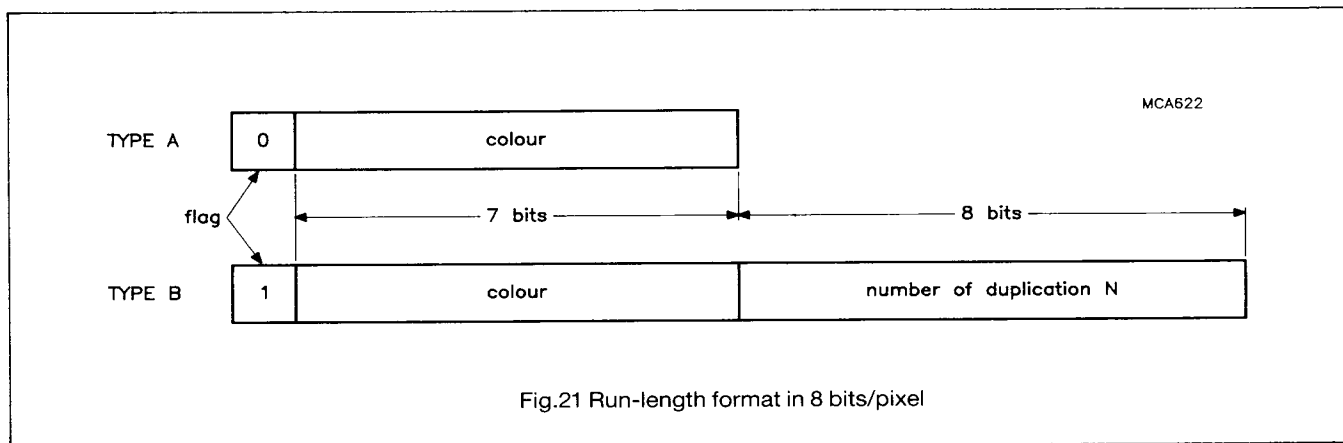 MCA622
TYPE A 0 colour
flag 7 bits 8 bits
TYPE B 1 colour number of duplication N
Fig.21 Run-length format in 8 bits/pixel